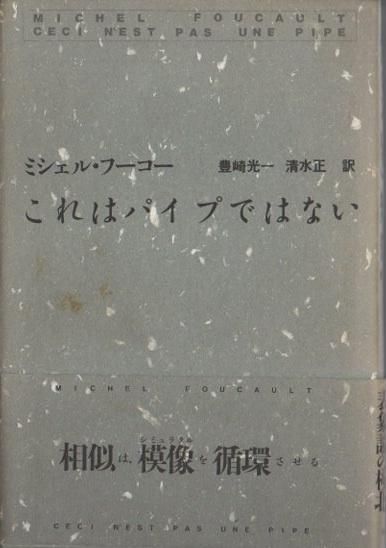 MICHEL FOUCAULT
CECI N'EST PAS UNE PIPE
ミシェル・フーコー 豊崎光一 清水正 訳
これはパイプではない
MICHEL FOUCAULT
シミュラクル
相似は、模像を循環させる
CECI N'EST PAS UNE PIPE